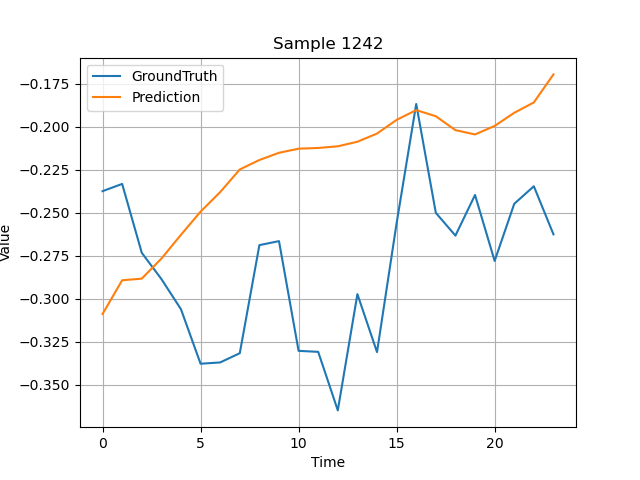 Sample 1242
GroundTruth
Prediction
−0.175
−0.200
−0.225
−0.250
−0.275
−0.300
−0.325
−0.350
Value
0 5 10 15 20
Time